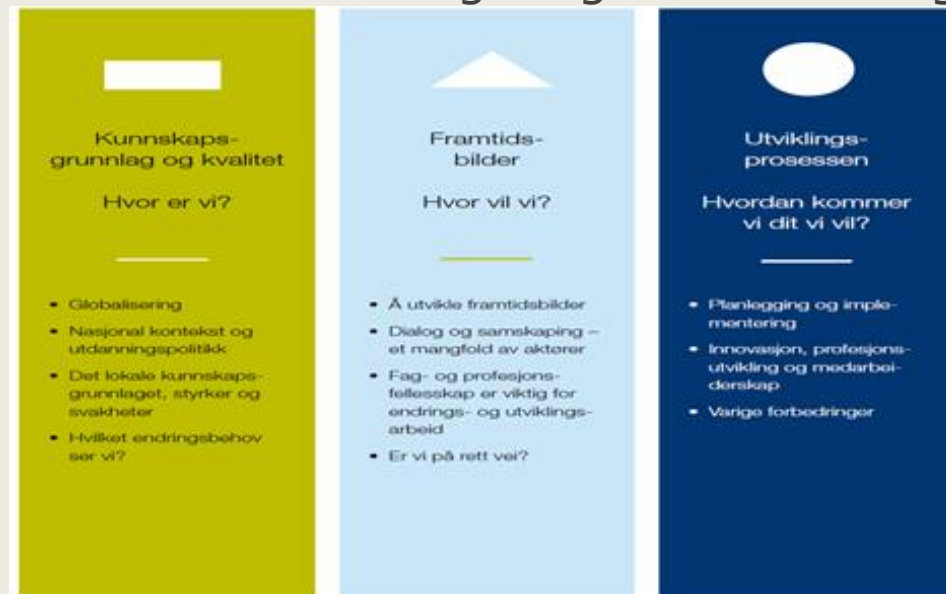 Kunnskaps-
grunnlag og kvalitet
Hvor er vi?
• Globalisering
• Nasjonal kontekst og
utdanningspolitikk
• Det lokale kunnskaps-
grunnlaget, styrker og
svakheter
• Hvilket endringsbehov
ser vi?
Framtids-
bilder
Hvor vil vi?
• Å utvikle framtidsbilder
• Dialog og samskaping –
et mangfold av aktører
• Fag- og profesjons-
fellesskap er viktig for
endrings- og utviklings-
arbeid
• Er vi på rett vei?
Utviklings-
prosessen
Hvordan kommer
vi dit vi vil?
• Planlegging og imple-
mentering
• Innovasjon, profesjons-
utvikling og medarbei-
derskap
• Varige forbedringer